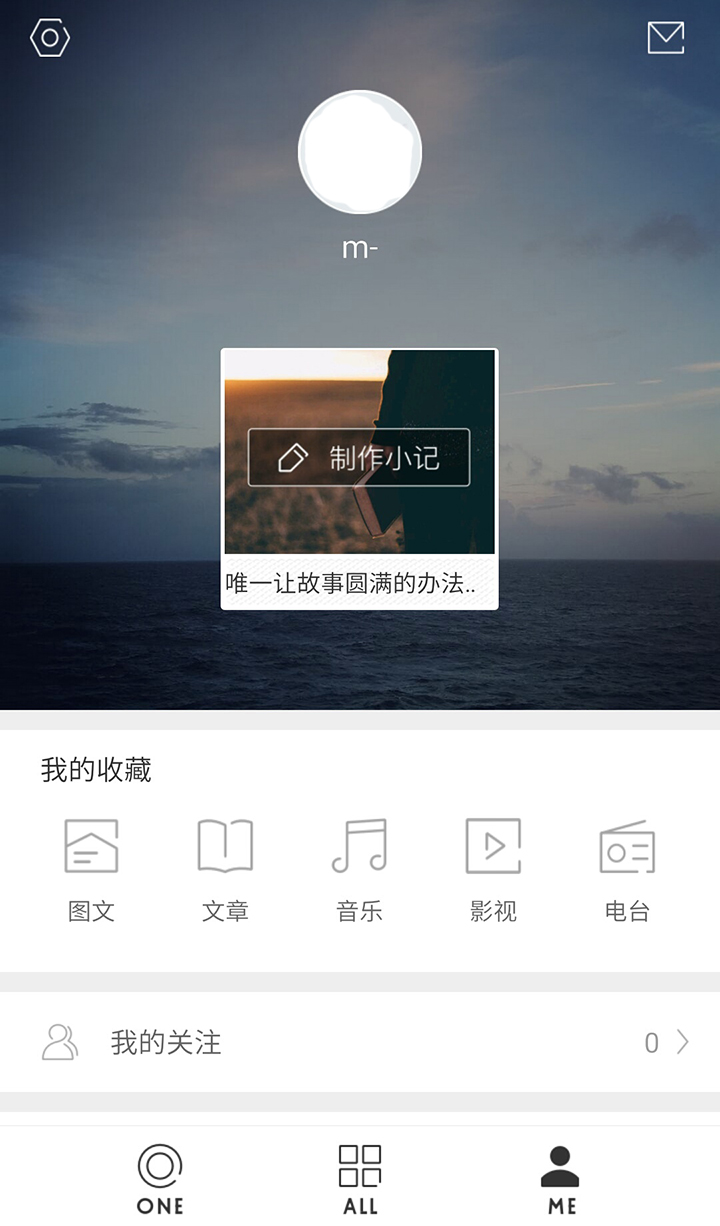 m-
制作小记
唯一让故事圆满的办法..
我的收藏
图文 文章 音乐 影视 电台
我的关注 0
ONE ALL ME